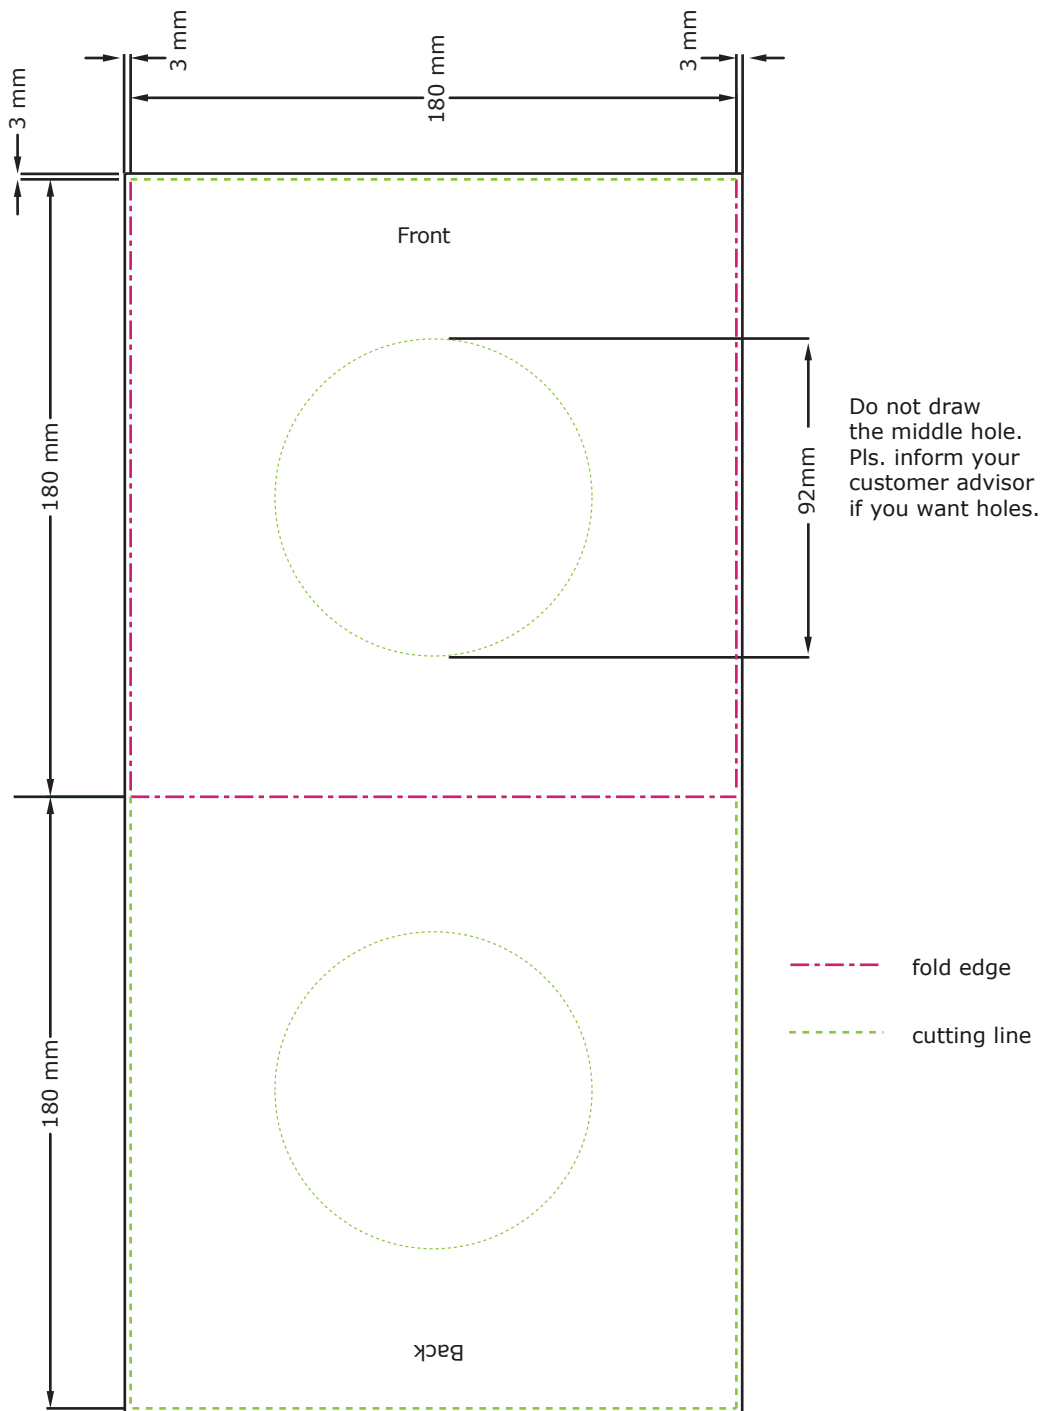 3 mm
3 mm
180 mm
3 mm
Front
180 mm
92mm
Do not draw
the middle hole.
Pls. inform your
customer advisor
if you want holes.
fold edge
cutting line
180 mm
Back